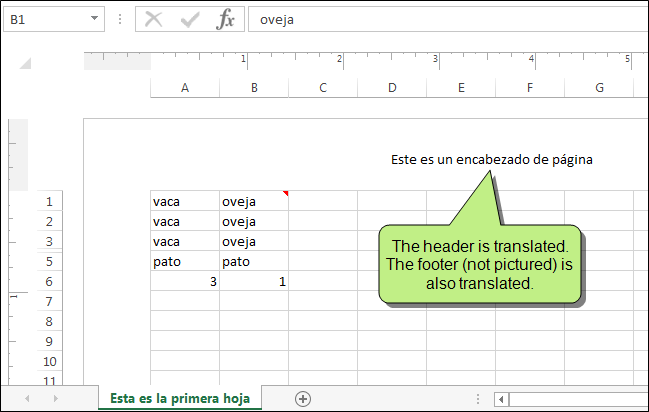 B1 fx oveja
1 2 3 4 5
A B C D E F G
Este es un encabezado de página
1 vaca oveja
2 vaca oveja
3 vaca oveja
5 pato pato
6 3 1
7
8
9
10
11
1
The header is translated.
The footer (not pictured) is
also translated.
Esta es la primera hoja